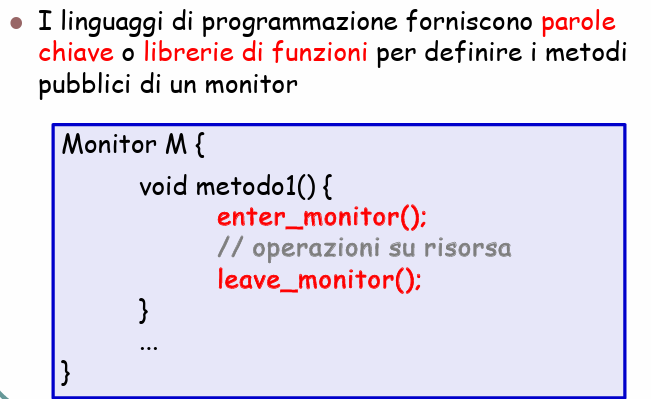 I linguaggi di programmazione forniscono parole
chiave o librerie di funzioni per definire i metodi
pubblici di un monitor
Monitor M {
void metodo1() {
enter_monitor();
// operazioni su risorsa
leave_monitor();
}
...
}